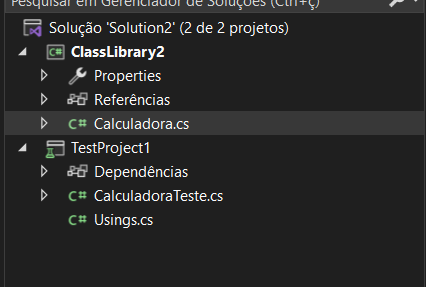 Pesquisar em Gerenciador de Soluções (Ctrl+ç)
Solução 'Solution2' (2 de 2 projetos)
C# ClassLibrary2
Properties
Referências
C# Calculadora.cs
TestProject1
Dependências
C# CalculadoraTeste.cs
C# Usings.cs